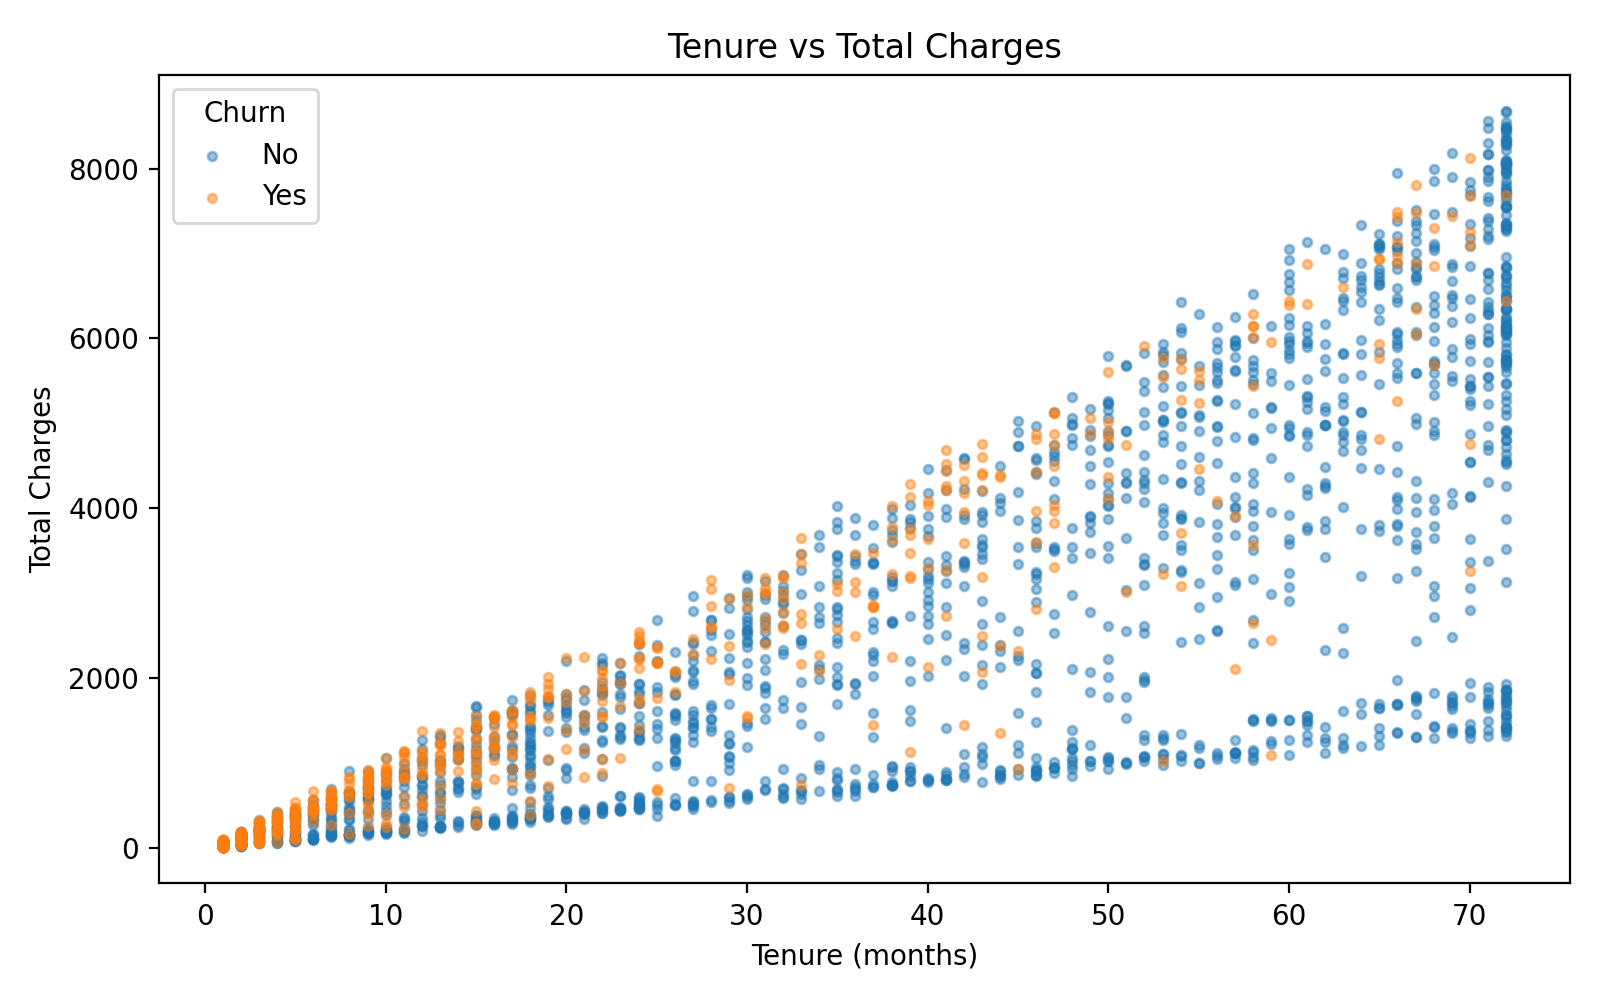 Tenure vs Total Charges
Churn
No
Yes
Total Charges
8000
6000
4000
2000
0
0 10 20 30 40 50 60 70
Tenure (months)